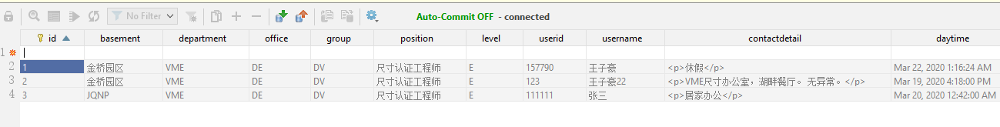 No Filter Auto-Commit OFF - connected
id basement department office group position level userid username contactdetail daytime
1
2 1 金桥园区 VME DE DV 尺寸认证工程师 E 157790 王子豪 <p>休假</p> Mar 22, 2020 1:16:24 AM
3 2 金桥园区 VME DE DV 尺寸认证工程师 E 123 王子豪22 <p>VME尺寸办公室，湖畔餐厅。 无异常。</p> Mar 19, 2020 4:18:00 PM
4 3 JQNP VME DE DV 尺寸认证工程师 E 111111 张三 <p>居家办公</p> Mar 20, 2020 12:42:00 AM